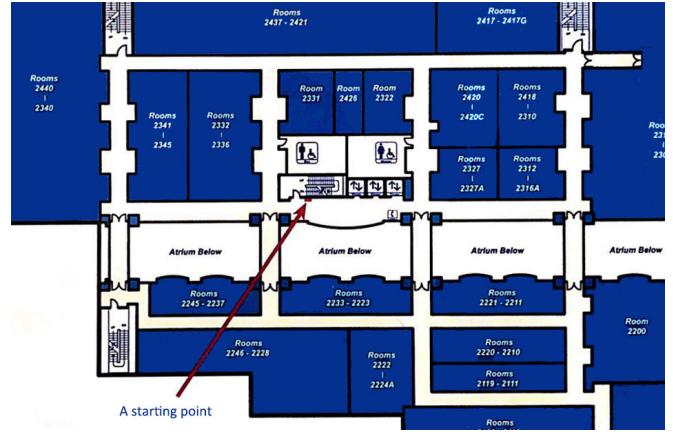 Rooms
2437 - 2421
Rooms
2417 - 2417G
Rooms
2440
2340
Rooms
2341
2345
Rooms
2332
2336
Room
2331
Room
2426
Room
2322
Rooms
2420
2420C
Rooms
2418
2310
Rooms
2327
2327A
Rooms
2312
2316A
Rooms
Atrium Below
Atrium Below
Atrium Below
Atrium Below
Rooms
2245 - 2237
Rooms
2233 - 2223
Rooms
2221 - 2211
Room
2200
Rooms
2246 - 2228
Rooms
2222
2224A
Rooms
2220 - 2210
Rooms
2119 - 2111
A starting point